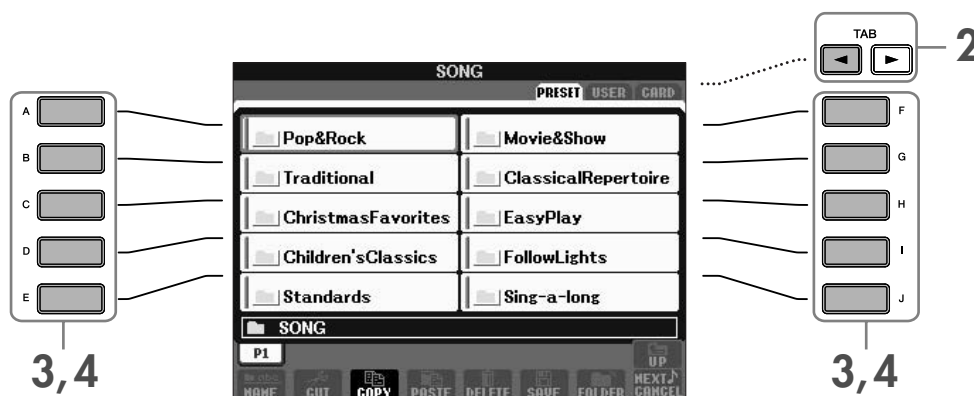 TAB
2
SONG
PRESET USER CARD
A
F
Pop&Rock
Movie&Show
B
G
Traditional
ClassicalRepertoire
C
H
ChristmasFavorites
EasyPlay
D
I
Children'sClassics
FollowLights
E
J
Standards
Sing-a-long
SONG
P1
UP
3,4
3,4
NAME CUT COPY PASTE DELETE SAVE FOLDER NEXT♪
CANCEL